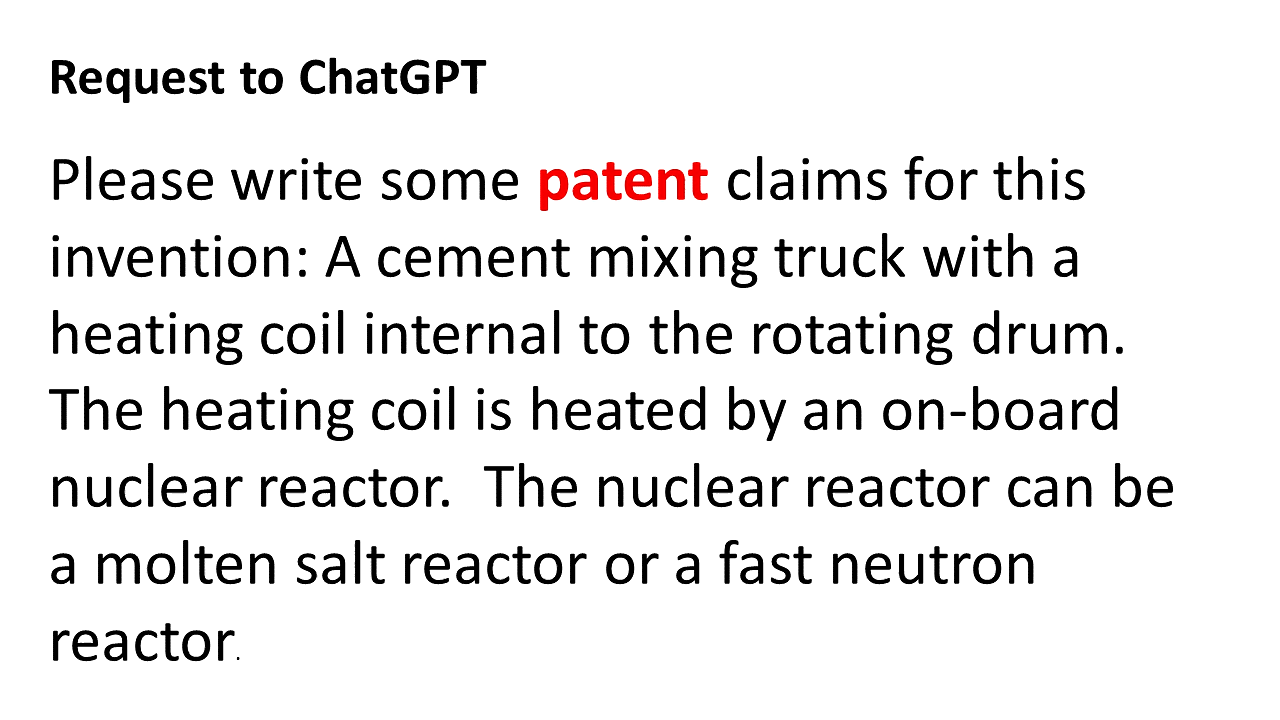 Request to ChatGPT
Please write some patent claims for this
invention: A cement mixing truck with a
heating coil internal to the rotating drum.
The heating coil is heated by an on-board
nuclear reactor.  The nuclear reactor can be
a molten salt reactor or a fast neutron
reactor.